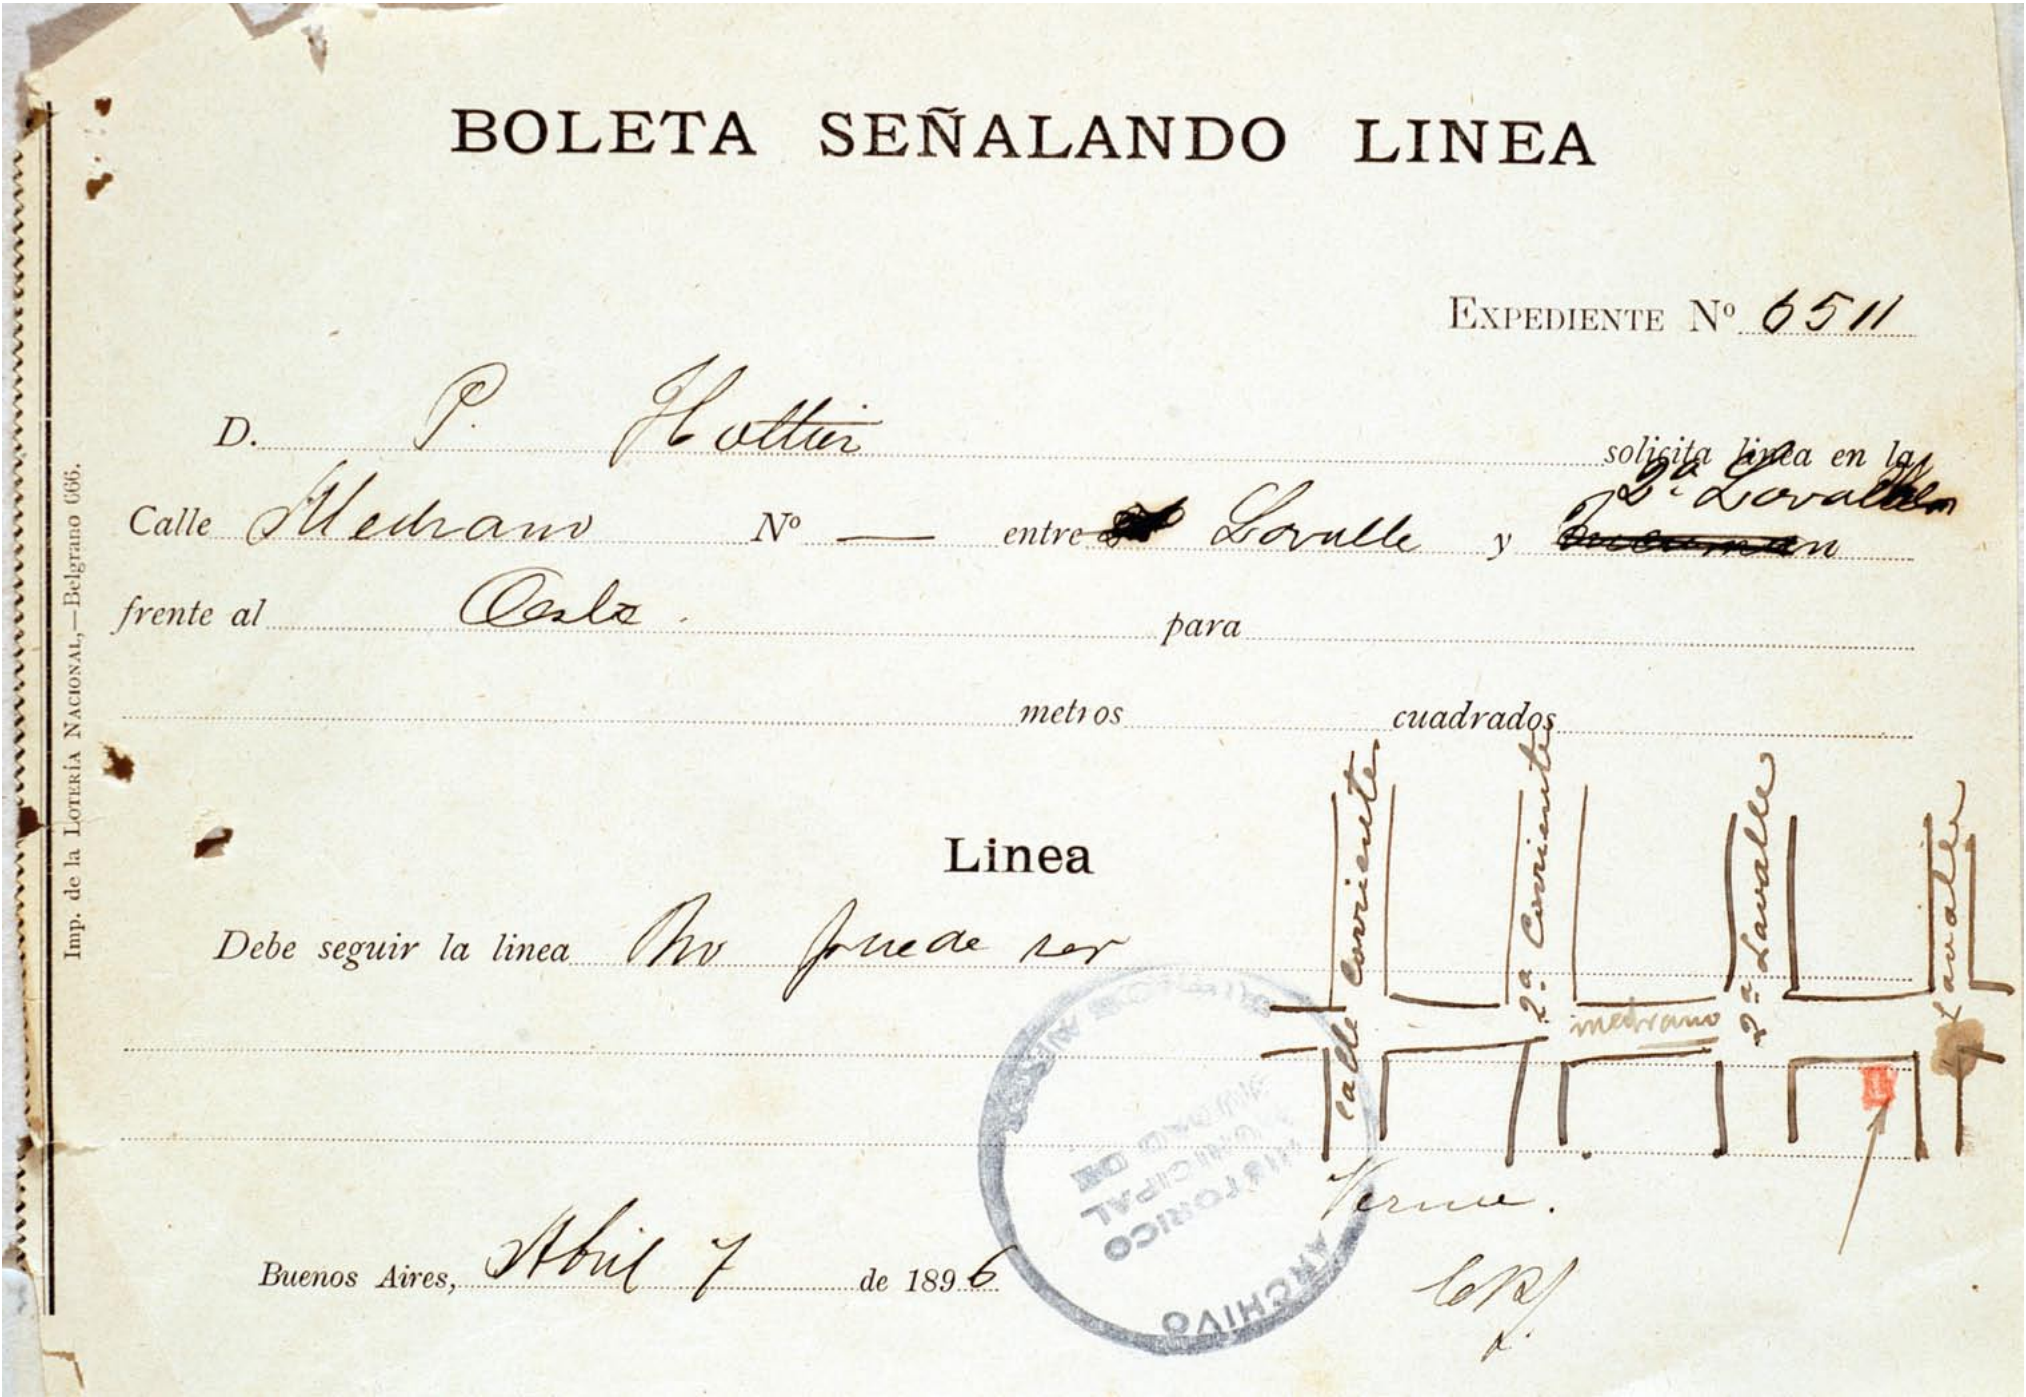 BOLETA SEÑALANDO LINEA
EXPEDIENTE Nº 6511
D. P. Hottier solicita linea en la
Calle Medrano Nº — entre Lavalle y 2ª Lavalle
frente al Oeste. para
metros cuadrados
Linea
Debe seguir la linea No puede ser
Buenos Aires, Abril 7 de 1896
Imp. de la LOTERÍA NACIONAL,—Belgrano 666.
calle Corrientes
2ª Corrientes
2ª Lavalle
Lavalle
medrano
ARCHIVO
HISTORICO
MUNICIPAL